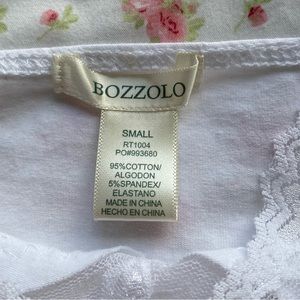 BOZZOLO
SMALL
RT1004
PO#993680
95%COTTON/
ALGODON
5%SPANDEX/
ELASTANO
MADE IN CHINA
HECHO EN CHINA